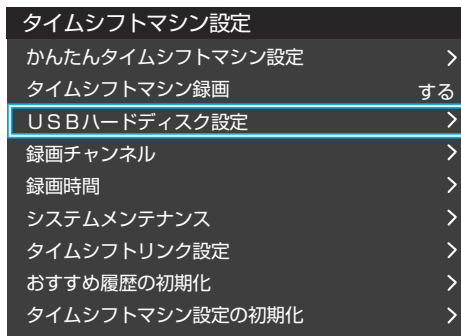 タイムシフトマシン設定
かんたんタイムシフトマシン設定
タイムシフトマシン録画 する
ＵＳＢハードディスク設定
録画チャンネル
録画時間
システムメンテナンス
タイムシフトリンク設定
おすすめ履歴の初期化
タイムシフトマシン設定の初期化